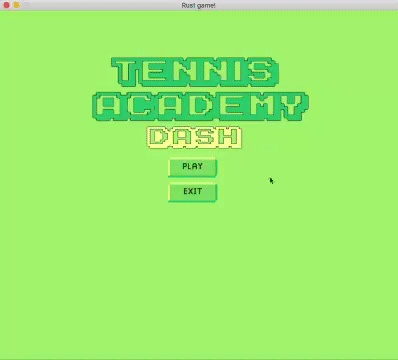 Rust game!
TENNIS
ACADEMY
DASH
PLAY
EXIT